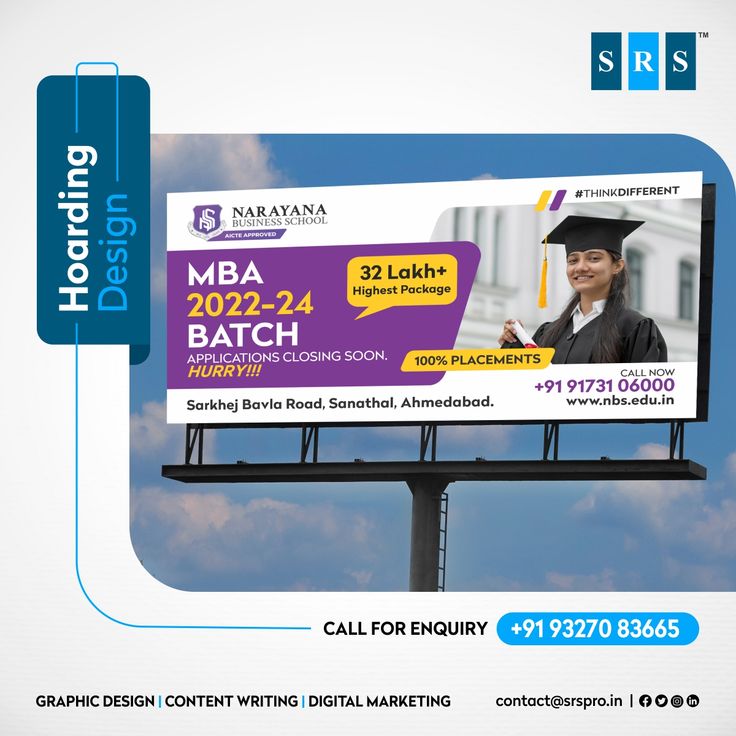 SRS™
Hoarding
Design
NARAYANA
BUSINESS SCHOOL
AICTE APPROVED
#THINKDIFFERENT
MBA
2022-24
BATCH
APPLICATIONS CLOSING SOON.
HURRY!!!
32 Lakh+
Highest Package
100% PLACEMENTS
CALL NOW
+91 91731 06000
www.nbs.edu.in
Sarkhej Bavla Road, Sanathal, Ahmedabad.
CALL FOR ENQUIRY +91 93270 83665
GRAPHIC DESIGN | CONTENT WRITING | DIGITAL MARKETING
contact@srspro.in |